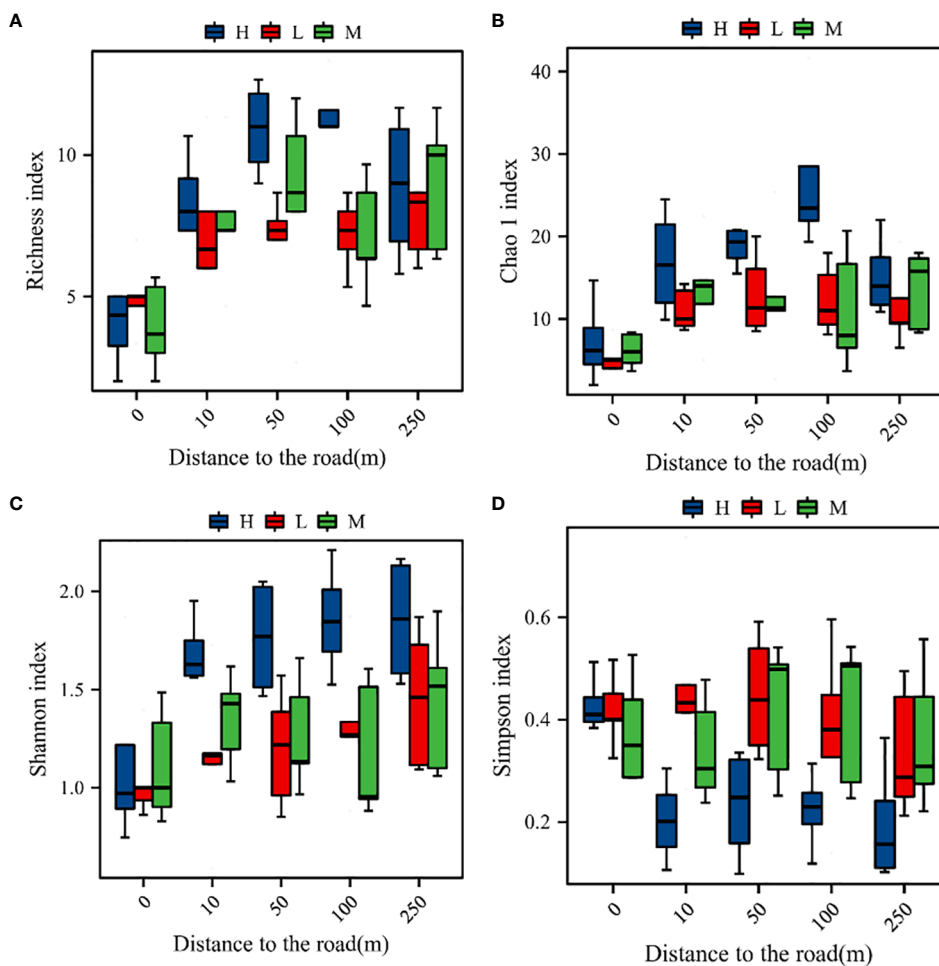 A
H L M
Richness index
10
5
0 10 50 100 250
Distance to the road(m)
B
H L M
Chao 1 index
40
30
20
10
0 10 50 100 250
Distance to the road(m)
C
H L M
Shannon index
2.0
1.5
1.0
0 10 50 100 250
Distance to the road(m)
D
H L M
Simpson index
0.6
0.4
0.2
0 10 50 100 250
Distance to the road(m)